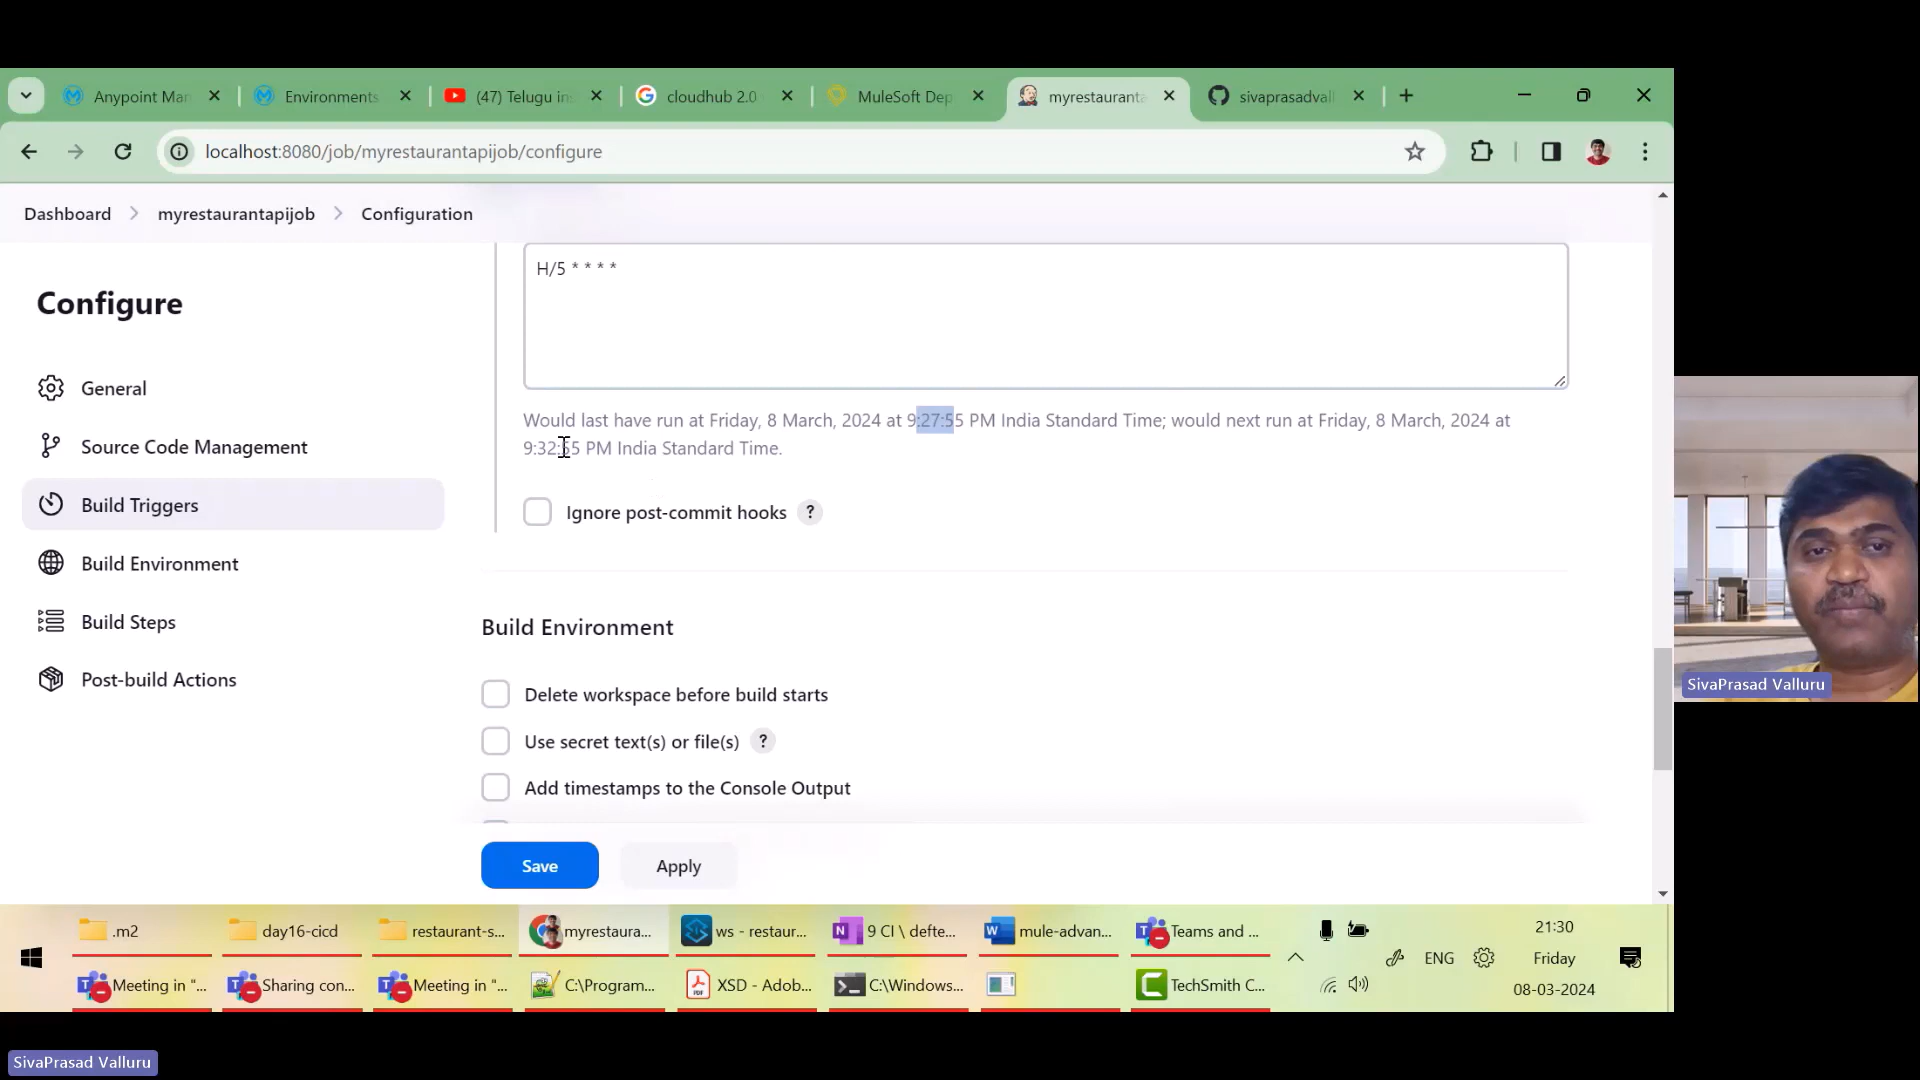 Anypoint Man
Environments
(47) Telugu in
cloudhub 2.0
MuleSoft Dep
myrestauranta
sivaprasadvall
localhost:8080/job/myrestaurantapijob/configure
Dashboard
myrestaurantapijob
Configuration
Configure
General
Source Code Management
Build Triggers
Build Environment
Build Steps
Post-build Actions
H/5 * * * *
Would last have run at Friday, 8 March, 2024 at 9:27:55 PM India Standard Time; would next run at Friday, 8 March, 2024 at
9:32:55 PM India Standard Time.
Ignore post-commit hooks ?
Build Environment
Delete workspace before build starts
Use secret text(s) or file(s) ?
Add timestamps to the Console Output
Save
Apply
SivaPrasad Valluru
.m2
day16-cicd
restaurant-s...
myrestaura...
ws - restaur...
9 CI \ defte...
mule-advan...
Teams and ...
Meeting in "...
Sharing con...
Meeting in "...
C:\Program...
XSD - Adob...
C:\Windows...
TechSmith C...
ENG
21:30
Friday
08-03-2024
SivaPrasad Valluru